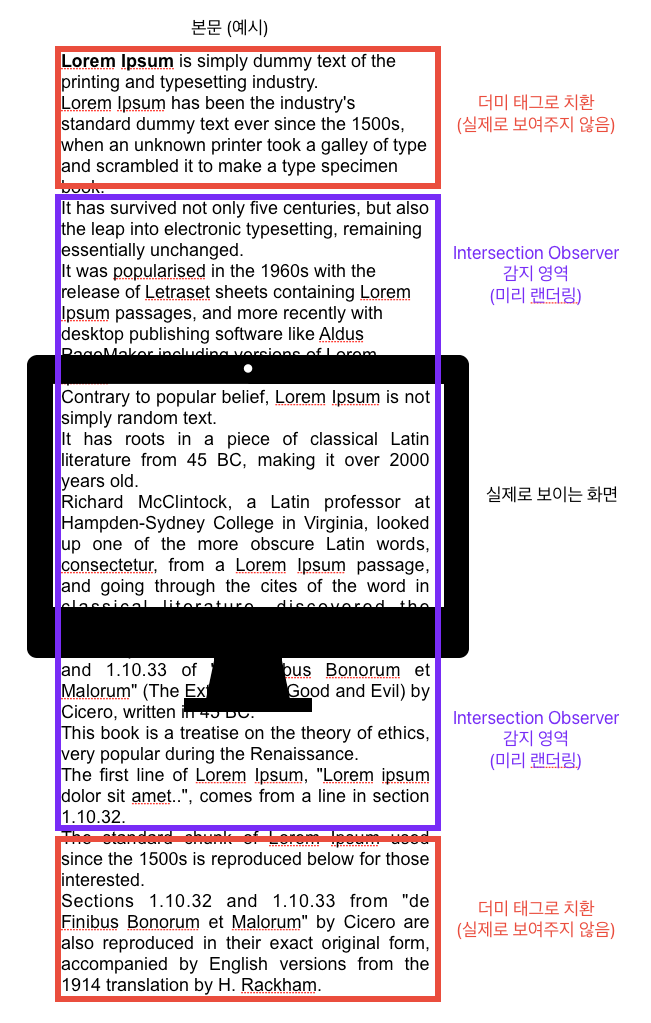 본문 (예시)
Lorem Ipsum is simply dummy text of the
printing and typesetting industry.
Lorem Ipsum has been the industry's
standard dummy text ever since the 1500s,
when an unknown printer took a galley of type
and scrambled it to make a type specimen
book.
더미 태그로 치환
(실제로 보여주지 않음)
It has survived not only five centuries, but also
the leap into electronic typesetting, remaining
essentially unchanged.
It was popularised in the 1960s with the
release of Letraset sheets containing Lorem
Ipsum passages, and more recently with
desktop publishing software like Aldus
PageMaker including versions of Lorem
Intersection Observer
감지 영역
(미리 랜더링)
Contrary to popular belief, Lorem Ipsum is not
simply random text.
It has roots in a piece of classical Latin
literature from 45 BC, making it over 2000
years old.
Richard McClintock, a Latin professor at
Hampden-Sydney College in Virginia, looked
up one of the more obscure Latin words,
consectetur, from a Lorem Ipsum passage,
and going through the cites of the word in
classical literature, discovered the
실제로 보이는 화면
and 1.10.33 of bus Bonorum et
Malorum" (The Ext Good and Evil) by
Cicero, written in 45 BC.
This book is a treatise on the theory of ethics,
very popular during the Renaissance.
The first line of Lorem Ipsum, "Lorem ipsum
dolor sit amet..", comes from a line in section
1.10.32.
Intersection Observer
감지 영역
(미리 랜더링)
The standard chunk of Lorem Ipsum used
since the 1500s is reproduced below for those
interested.
Sections 1.10.32 and 1.10.33 from "de
Finibus Bonorum et Malorum" by Cicero are
also reproduced in their exact original form,
accompanied by English versions from the
1914 translation by H. Rackham.
더미 태그로 치환
(실제로 보여주지 않음)